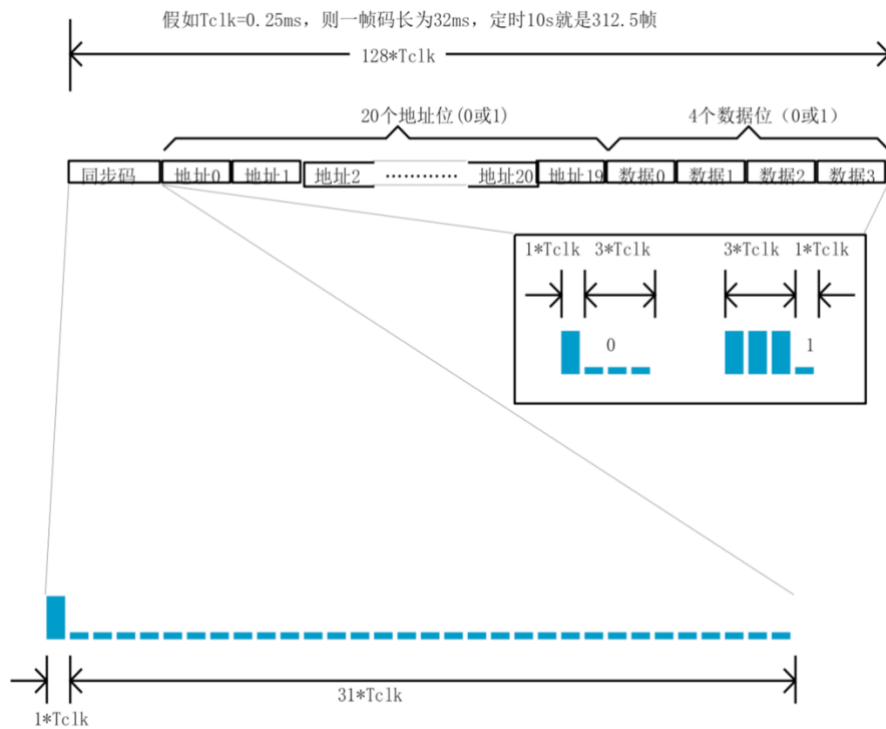 假如Tclk=0.25ms，则一帧码长为32ms，定时10s就是312.5帧
128*Tclk
20个地址位(0或1)
4个数据位（0或1）
同步码 地址0 地址1 地址2 ………… 地址20 地址19 数据0 数据1 数据2 数据3
1*Tclk 3*Tclk 3*Tclk 1*Tclk
0 1
31*Tclk
1*Tclk